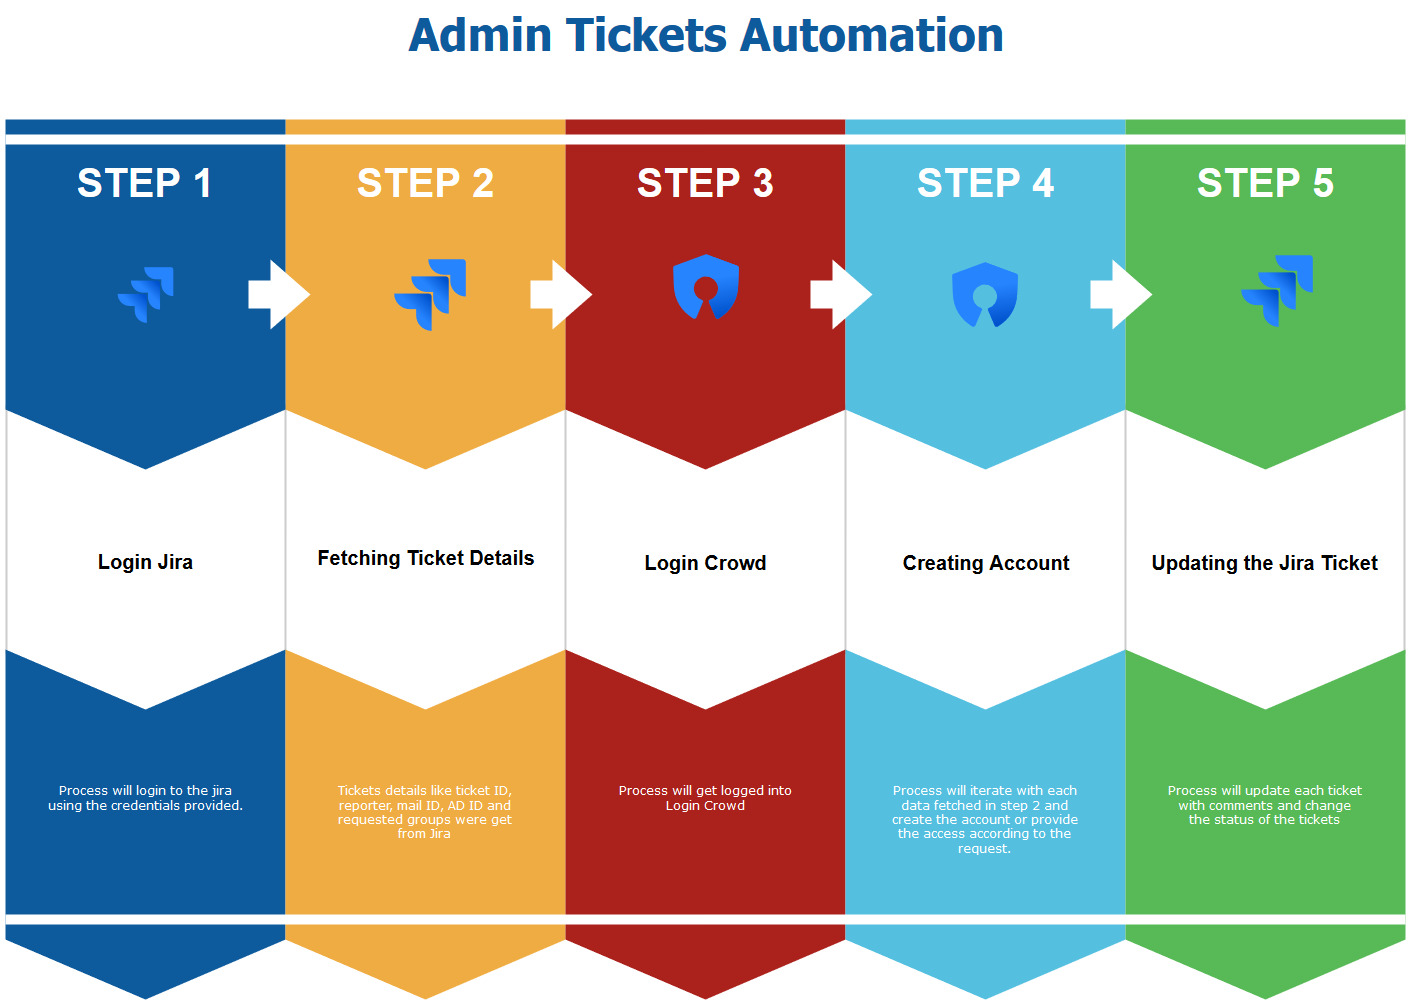 Admin Tickets Automation
STEP 1
STEP 2
STEP 3
STEP 4
STEP 5
Login Jira
Fetching Ticket Details
Login Crowd
Creating Account
Updating the Jira Ticket
Process will login to the jira
using the credentials provided.
Tickets details like ticket ID,
reporter, mail ID, AD ID and
requested groups were get
from Jira
Process will get logged into
Login Crowd
Process will iterate with each
data fetched in step 2 and
create the account or provide
the access according to the
request.
Process will update each ticket
with comments and change
the status of the tickets